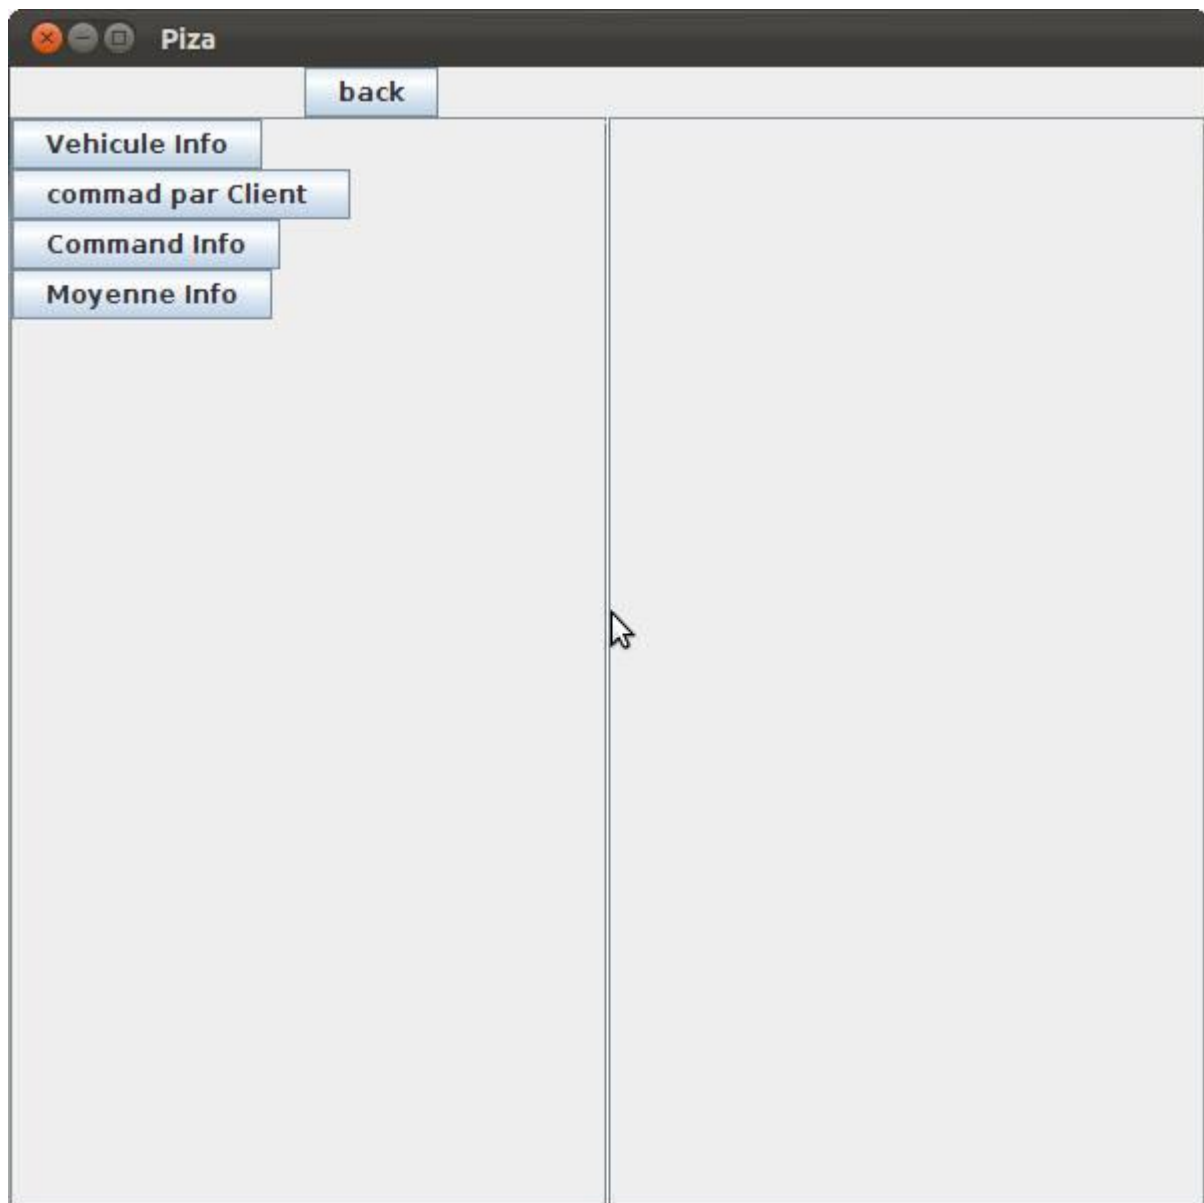 Piza
back
Vehicule Info
commad par Client
Command Info
Moyenne Info